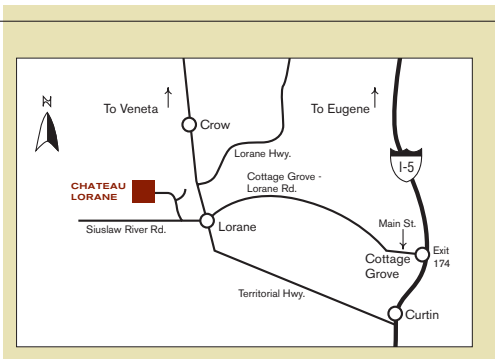 N
To Veneta
To Eugene
Crow
Lorane Hwy.
I-5
Cottage Grove -
Lorane Rd.
CHATEAU
LORANE
Main St.
Siuslaw River Rd.
Lorane
Exit
174
Cottage
Grove
Territorial Hwy.
Curtin